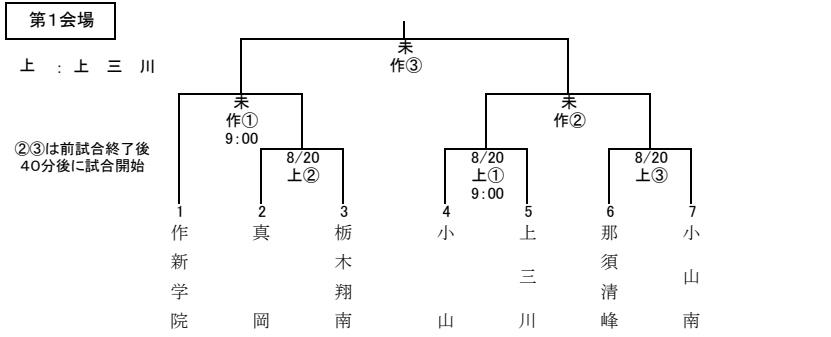 第1会場
上 : 上 三 川
②③は前試合終了後
40分後に試合開始
未
作③
未
作①
9:00
未
作②
8/20
上②
8/20
上①
9:00
8/20
上③
1
2
3
4
5
6
7
作新学院
真岡
栃木翔南
小山
上三川
那須清峰
小山南